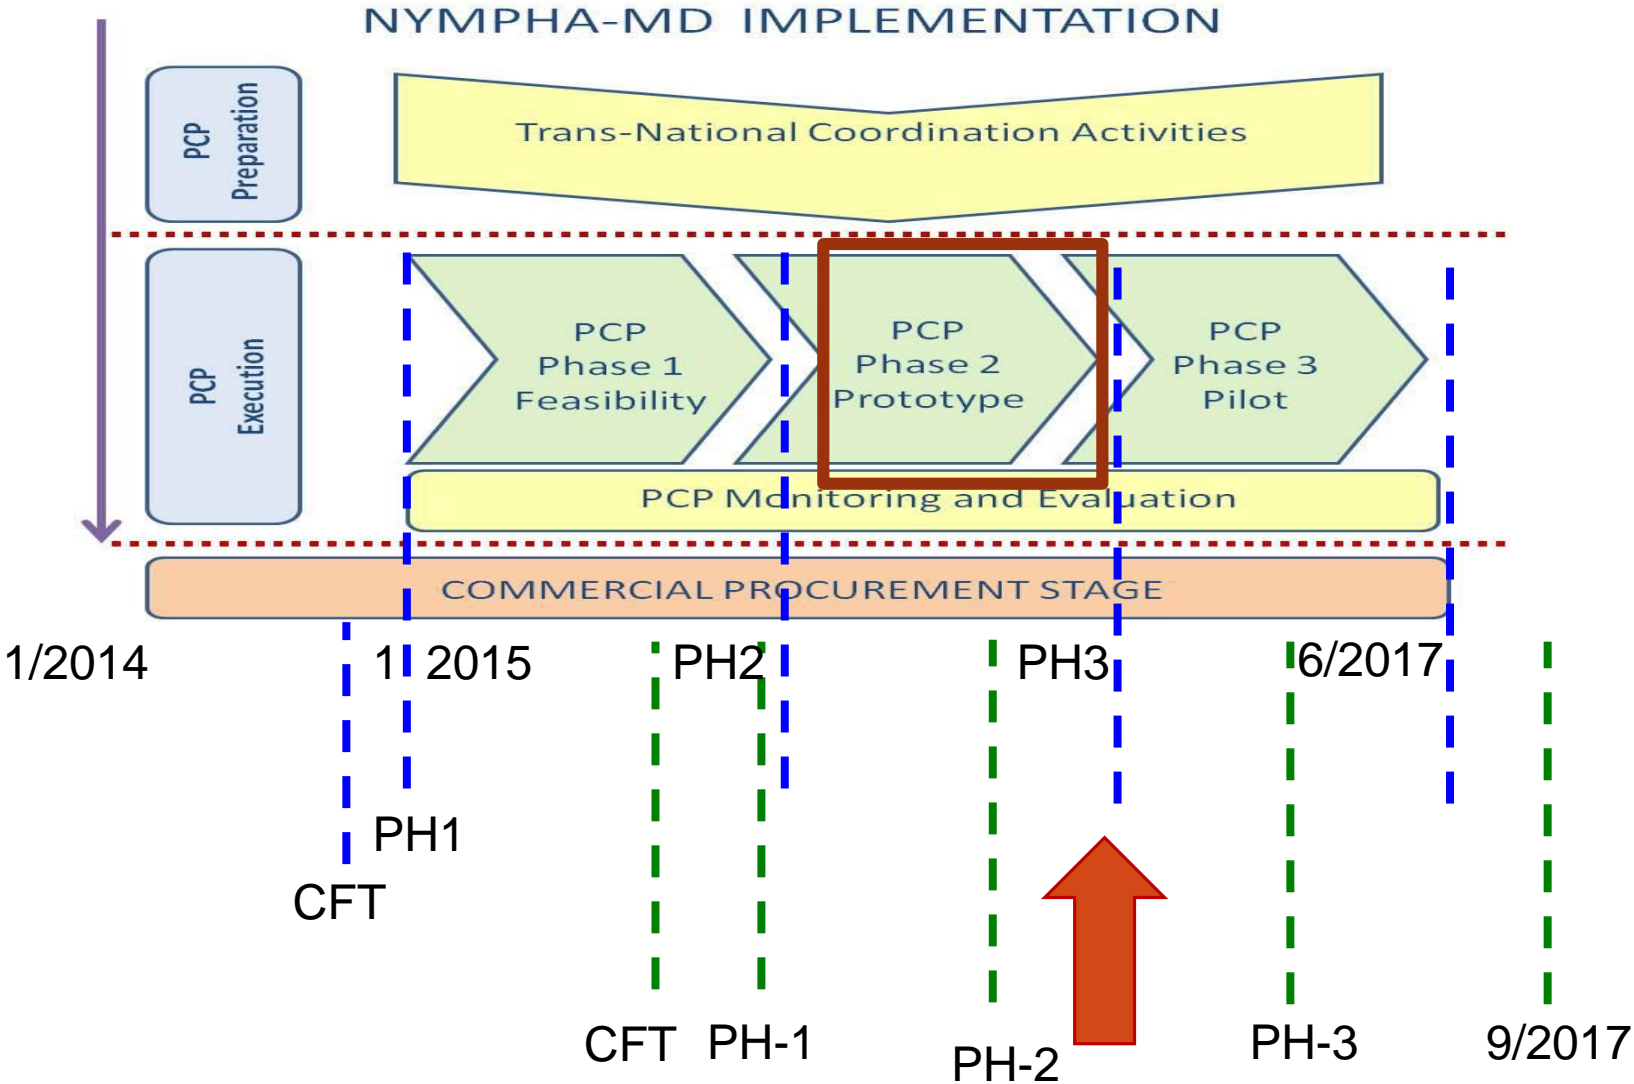 NYMPHA-MD IMPLEMENTATION
PCP
Preparation
Trans-National Coordination Activities
PCP
Execution
PCP
Phase 1
Feasibility
PCP
Phase 2
Prototype
PCP
Phase 3
Pilot
PCP Monitoring and Evaluation
COMMERCIAL PROCUREMENT STAGE
1/2014
1 2015
PH2
PH3
6/2017
PH1
CFT
CFT
PH-1
PH-2
PH-3
9/2017